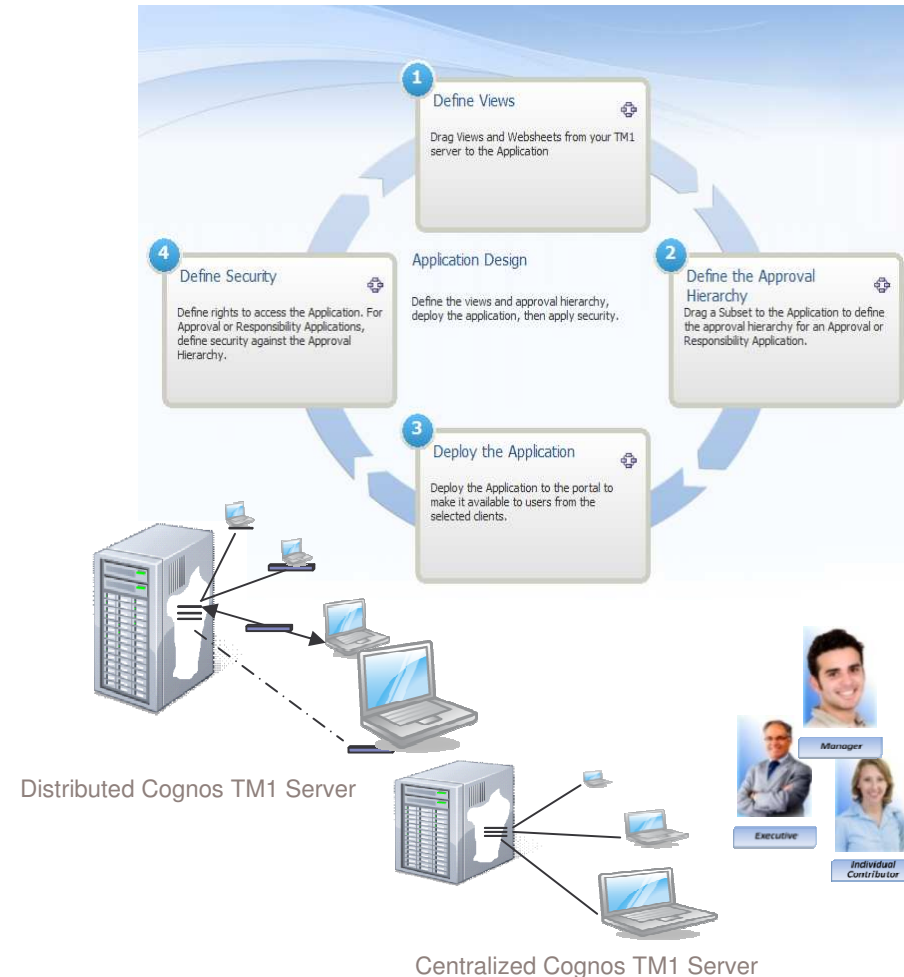 1
Define Views
Drag Views and Websheets from your TM1
server to the Application
4
Define Security
Define rights to access the Application. For
Approval or Responsibility Applications,
define security against the Approval
Hierarchy.
Application Design
Define the views and approval hierarchy,
deploy the application, then apply security.
2
Define the Approval
Hierarchy
Drag a Subset to the Application to define
the approval hierarchy for an Approval or
Responsibility Application.
3
Deploy the Application
Deploy the Application to the portal to
make it available to users from the
selected clients.
Manager
Executive
Individual
Contributor
Distributed Cognos TM1 Server
Centralized Cognos TM1 Server